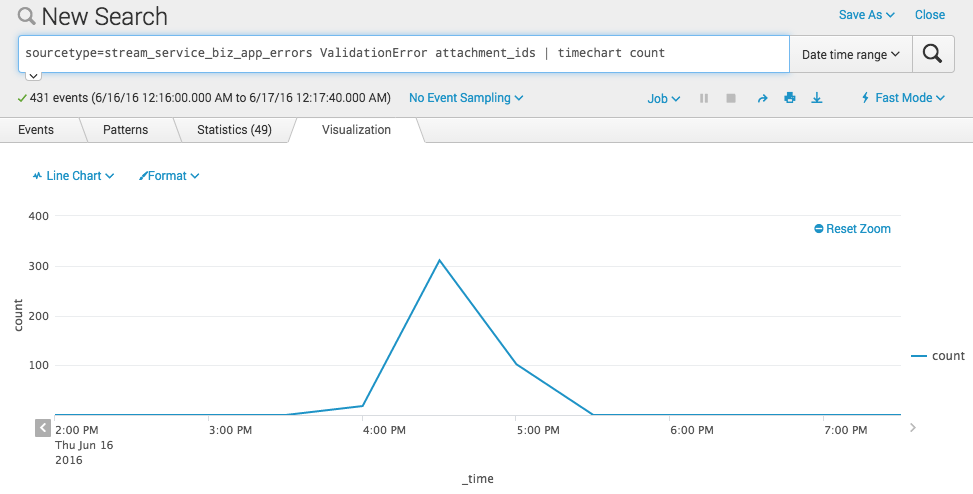 New Search
Save As Close
sourcetype=stream_service_biz_app_errors ValidationError attachment_ids | timechart count
Date time range
431 events (6/16/16 12:16:00.000 AM to 6/17/16 12:17:40.000 AM) No Event Sampling Job Fast Mode
Events Patterns Statistics (49) Visualization
Line Chart Format
Reset Zoom
400
300
200
100
count
count
2:00 PM 3:00 PM 4:00 PM 5:00 PM 6:00 PM 7:00 PM
Thu Jun 16
2016
_time